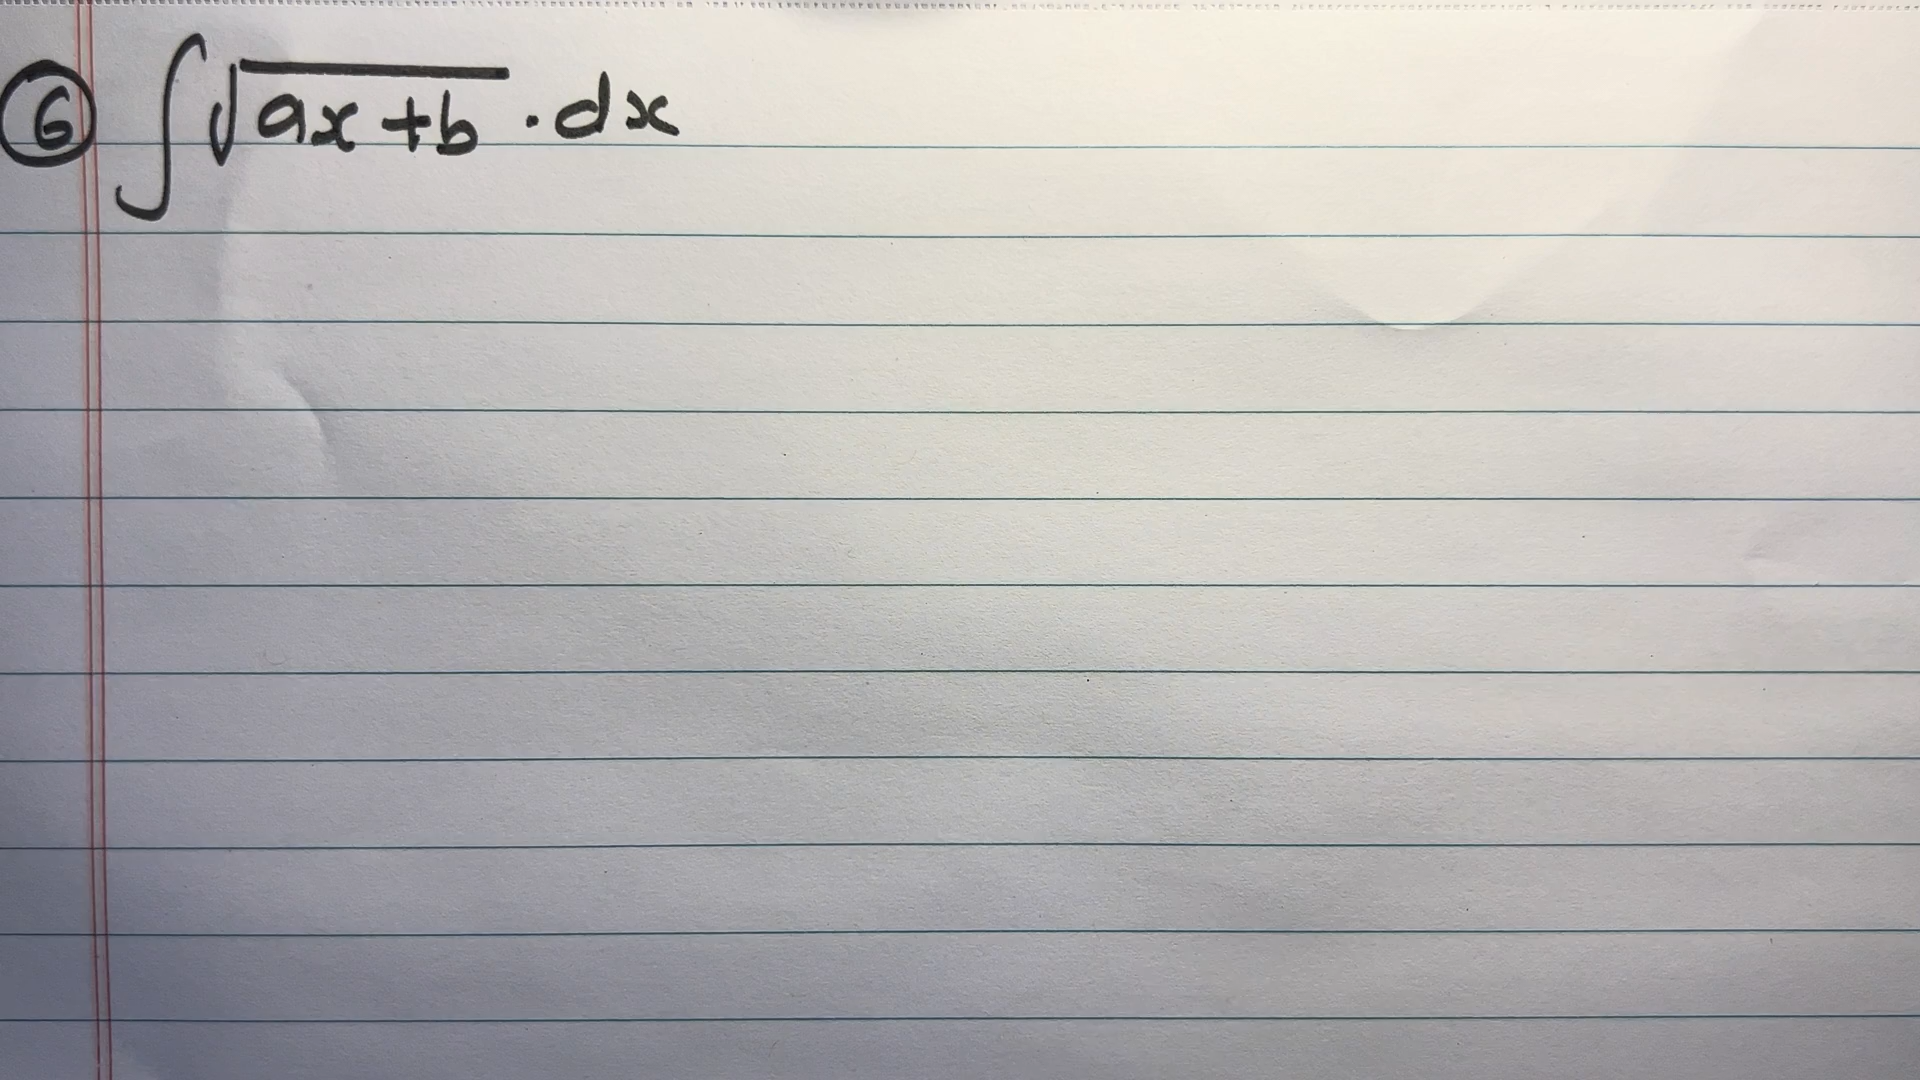 ⑥ ∫√(ax+b) · dx